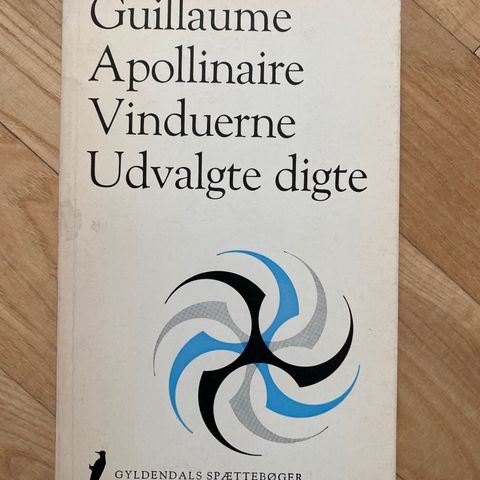 Guillaume
Apollinaire
Vinduerne
Udvalgte digte
GYLDENDALS SPÆTTEBØGER